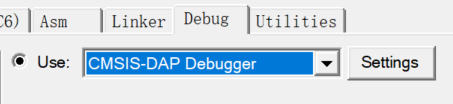 C6) Asm Linker Debug Utilities
Use: CMSIS-DAP Debugger Settings